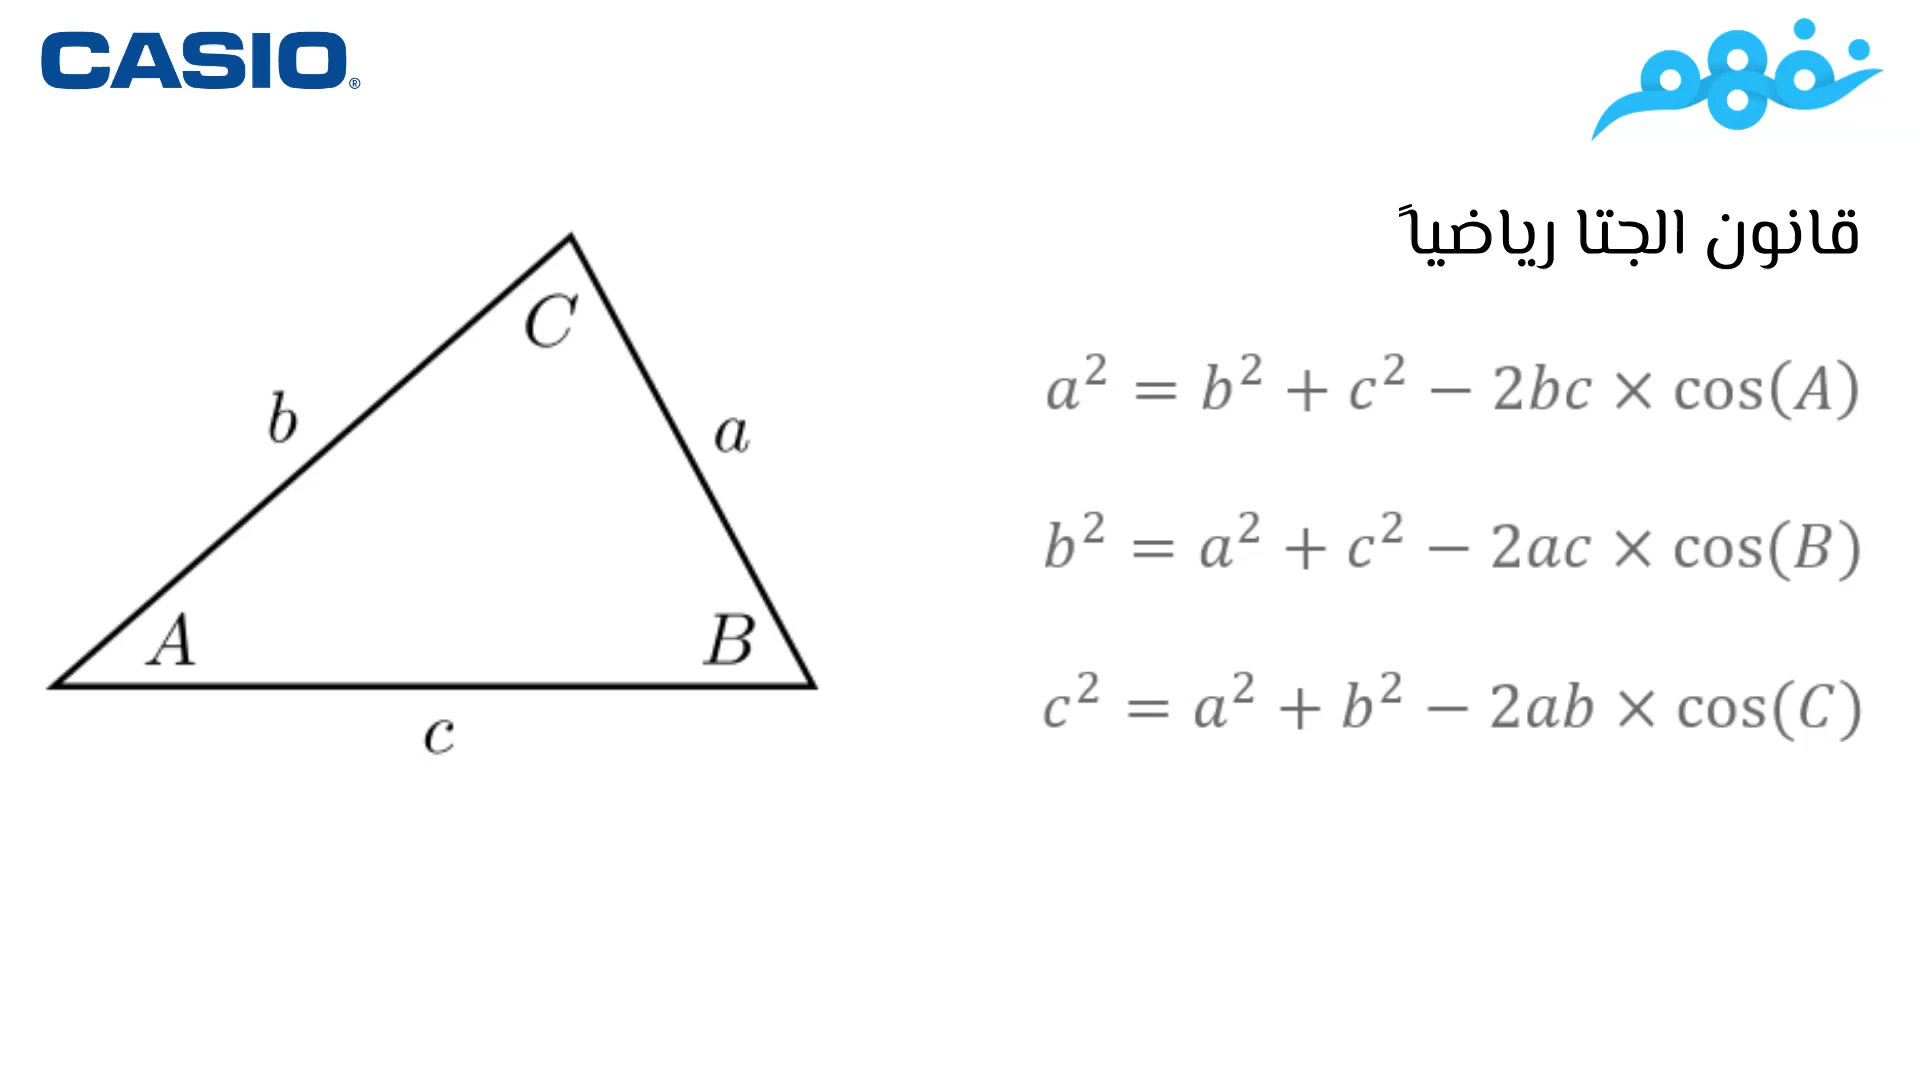 CASIO®
نفهم
قانون الجتا رياضياً
a² = b² + c² − 2bc × cos(A)
b² = a² + c² − 2ac × cos(B)
c² = a² + b² − 2ab × cos(C)
C
b
a
A
B
c